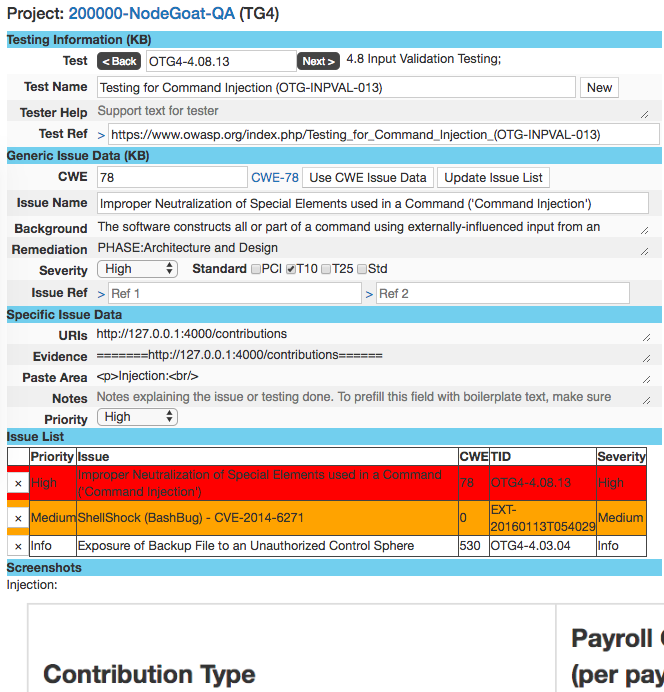 Project: 200000-NodeGoat-QA (TG4)
Testing Information (KB)
Test < Back OTG4-4.08.13 Next > 4.8 Input Validation Testing;
Test Name Testing for Command Injection (OTG-INPVAL-013) New
Tester Help Support text for tester
Test Ref > https://www.owasp.org/index.php/Testing_for_Command_Injection_(OTG-INPVAL-013)
Generic Issue Data (KB)
CWE 78 CWE-78 Use CWE Issue Data Update Issue List
Issue Name Improper Neutralization of Special Elements used in a Command ('Command Injection')
Background The software constructs all or part of a command using externally-influenced input from an
Remediation PHASE:Architecture and Design
Severity High Standard PCI T10 T25 Std
Issue Ref > Ref 1 > Ref 2
Specific Issue Data
URIs http://127.0.0.1:4000/contributions
Evidence =======http://127.0.0.1:4000/contributions======
Paste Area <p>Injection:<br/>
Notes Notes explaining the issue or testing done. To prefill this field with boilerplate text, make sure
Priority High
Issue List
Priority Issue CWE TID Severity
× High Improper Neutralization of Special Elements used in a Command ('Command Injection') 78 OTG4-4.08.13 High
× Medium ShellShock (BashBug) - CVE-2014-6271 0 EXT-20160113T054029 Medium
× Info Exposure of Backup File to an Unauthorized Control Sphere 530 OTG4-4.03.04 Info
Screenshots
Injection:
Contribution Type
Payroll
(per pay